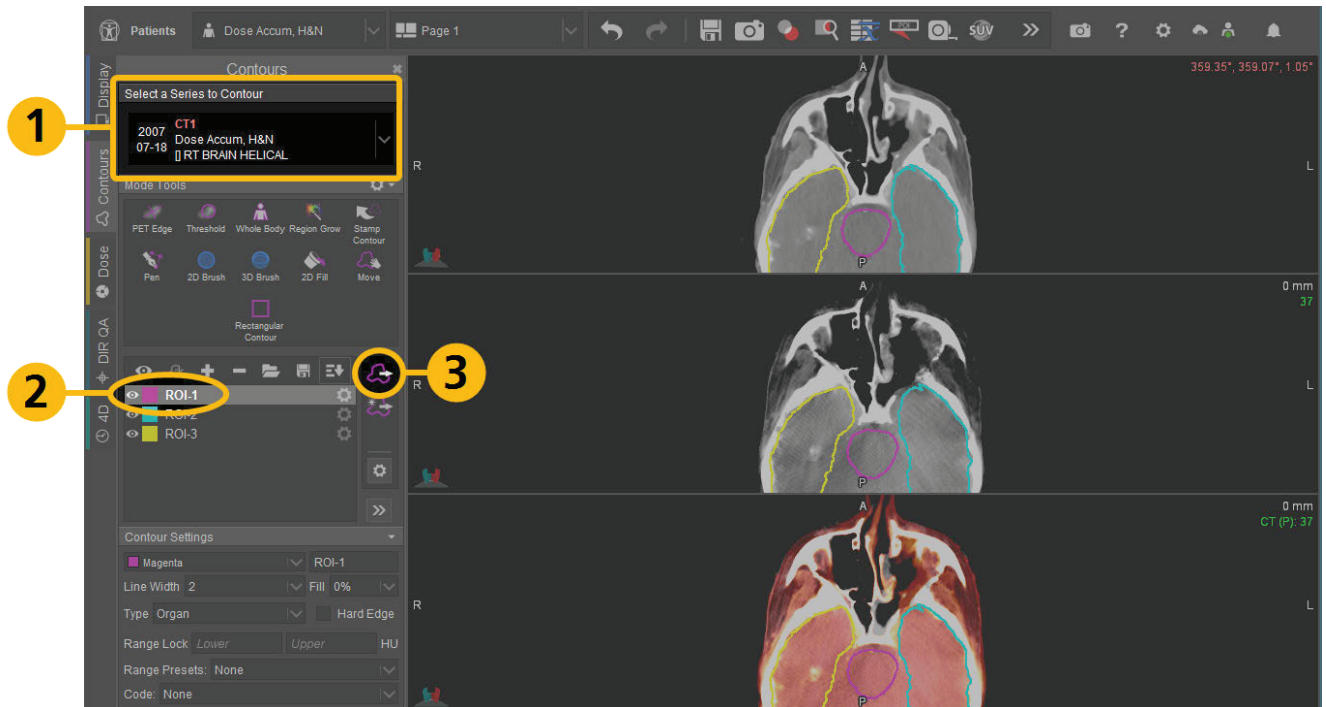 Patients
Dose Accum, H&N
Page 1
POI
SUV
?
Display
Contours
Dose
DIR QA
4D
Contours
1
Select a Series to Contour
2007
07-18
CT1
Dose Accum, H&N
[] RT BRAIN HELICAL
Mode Tools
PET Edge
Threshold
Whole Body
Region Grow
Stamp
Contour
Pen
2D Brush
3D Brush
2D Fill
Move
Rectangular
Contour
3
2
ROI-1
ROI-2
ROI-3
Contour Settings
Magenta
ROI-1
Line Width 2
Fill 0%
Type Organ
Hard Edge
Range Lock Lower Upper HU
Range Presets: None
Code: None
A
359.35°, 359.07°, 1.05°
R
L
P
A
0 mm
37
R
L
P
A
0 mm
CT (P): 37
R
L
P